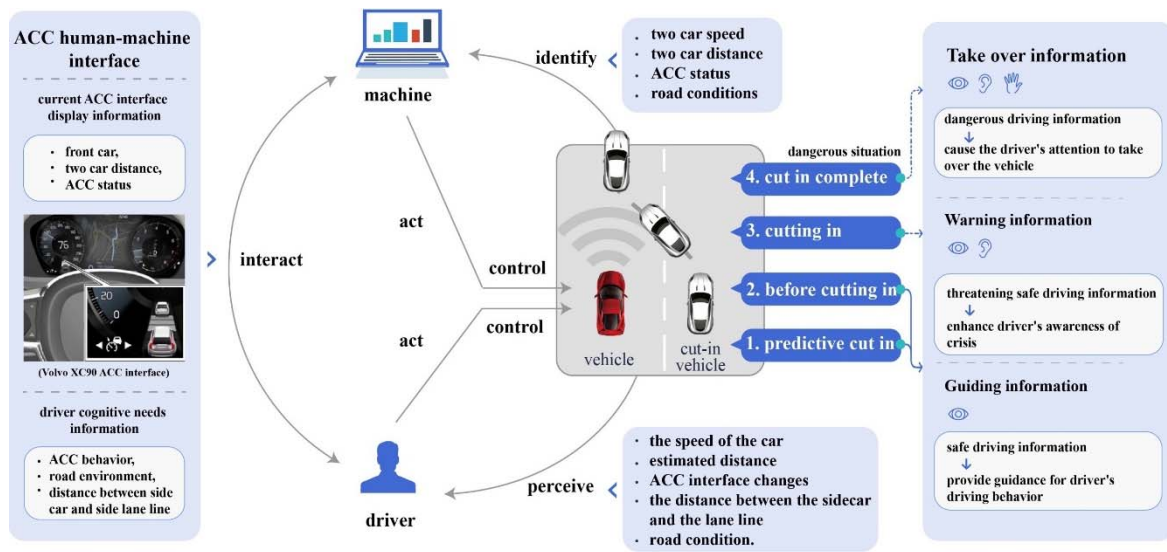 ACC human-machine
interface
current ACC interface
display information
• front car,
• two car distance,
• ACC status
76
20
0
(Volvo XC90 ACC interface)
driver cognitive needs
information
• ACC behavior,
• road environment,
• distance between side
car and side lane line
interact
machine
act
control
act
control
driver
identify
• two car speed
• two car distance
• ACC status
• road conditions
dangerous situation
4. cut in complete
3. cutting in
2. before cutting in
1. predictive cut in
vehicle
cut-in
vehicle
perceive
• the speed of the car
• estimated distance
• ACC interface changes
• the distance between the sidecar
and the lane line
• road condition.
Take over information
dangerous driving information
cause the driver's attention to take
over the vehicle
Warning information
threatening safe driving information
enhance driver's awareness of
crisis
Guiding information
safe driving information
provide guidance for driver's
driving behavior